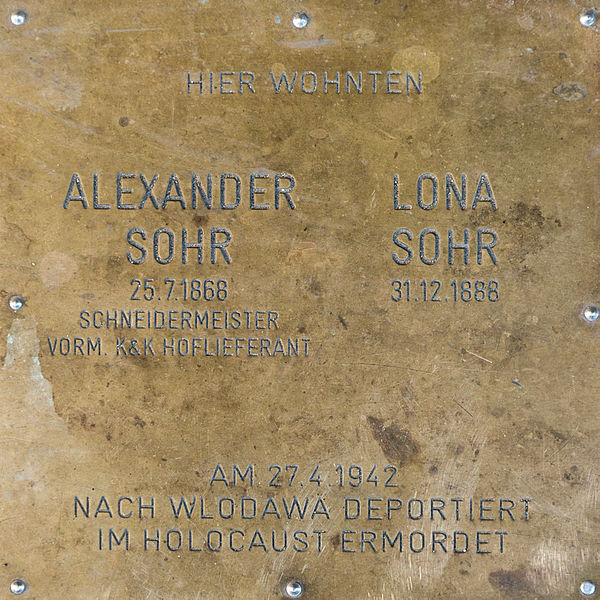 HIER WOHNTEN
ALEXANDER
SOHR
25.7.1868
SCHNEIDERMEISTER
VORM. K&K HOFLIEFERANT
LONA
SOHR
31.12.1888
AM 27.4.1942
NACH WLODAWA DEPORTIERT
IM HOLOCAUST ERMORDET